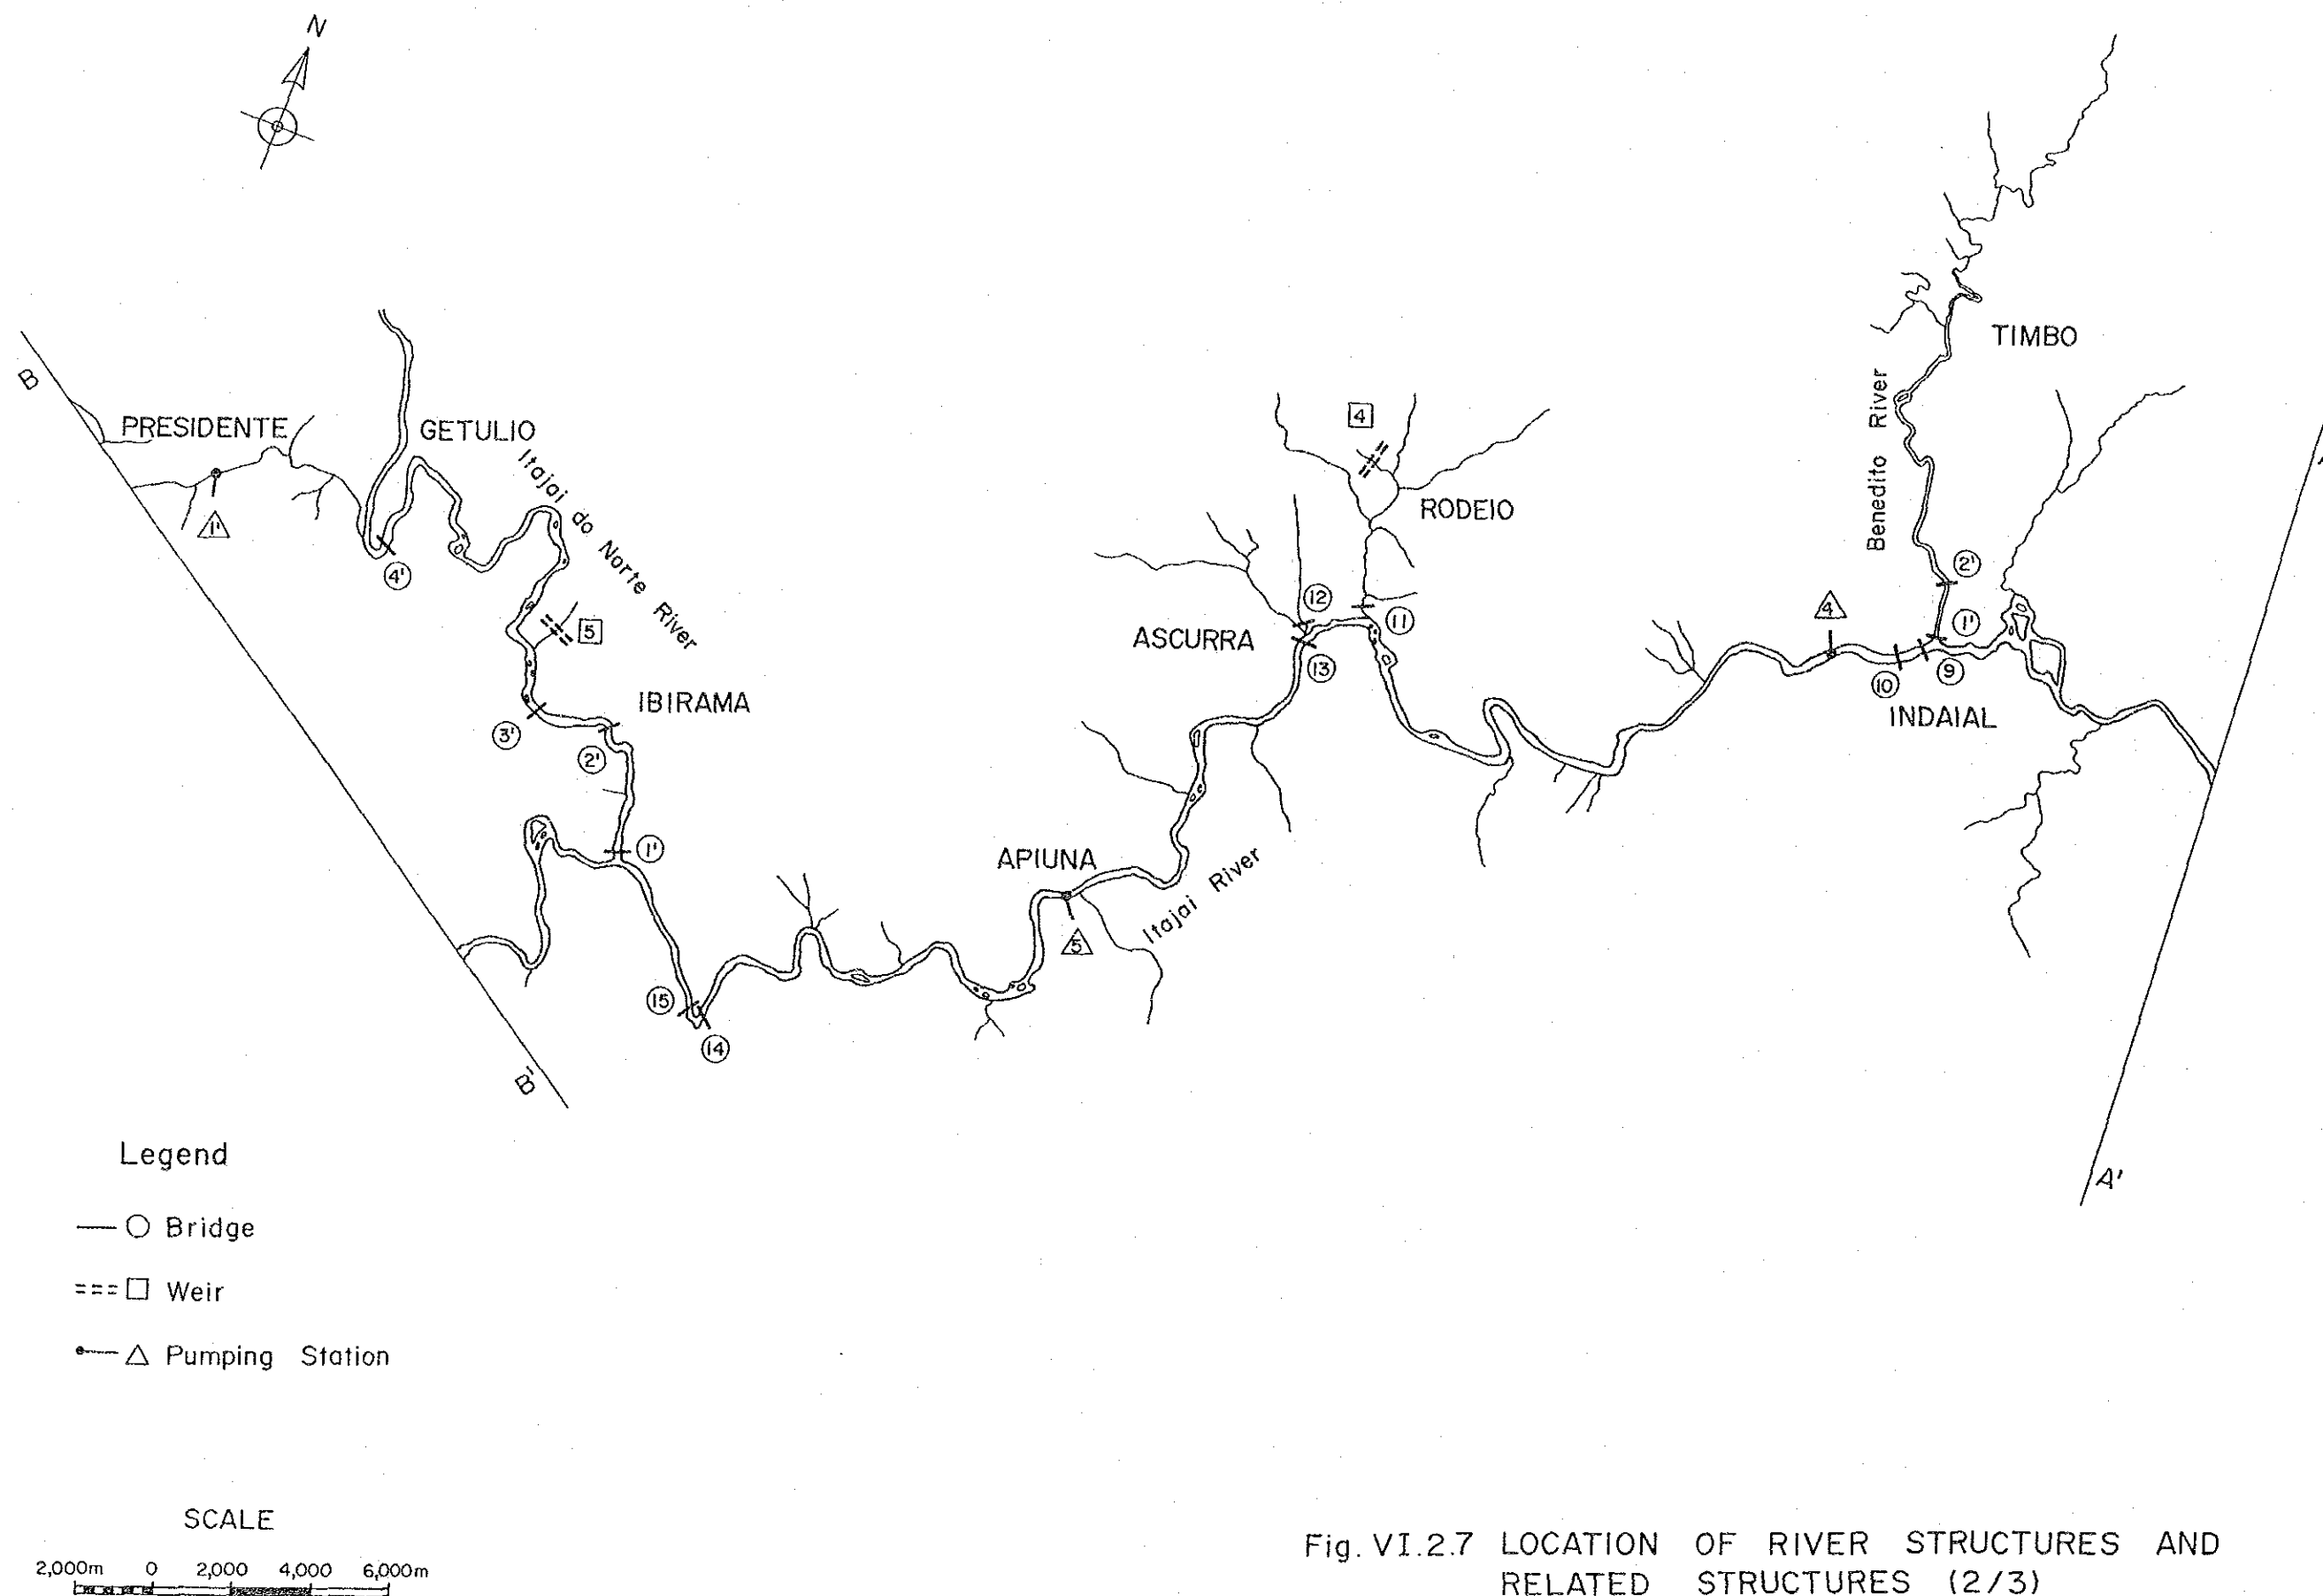 N
B
PRESIDENTE
GETULIO
Itajai do Norte River
1'
4'
5
IBIRAMA
3'
2'
1'
15
14
B'
APIUNA
5
Itajai River
ASCURRA
12
13
11
4
RODEIO
TIMBO
Benedito River
2'
1'
4
10
9
INDAIAL
A'
Legend
Bridge
Weir
Pumping Station
SCALE
2,000m 0 2,000 4,000 6,000m
Fig. VI.2.7 LOCATION OF RIVER STRUCTURES AND
RELATED STRUCTURES (2/3)